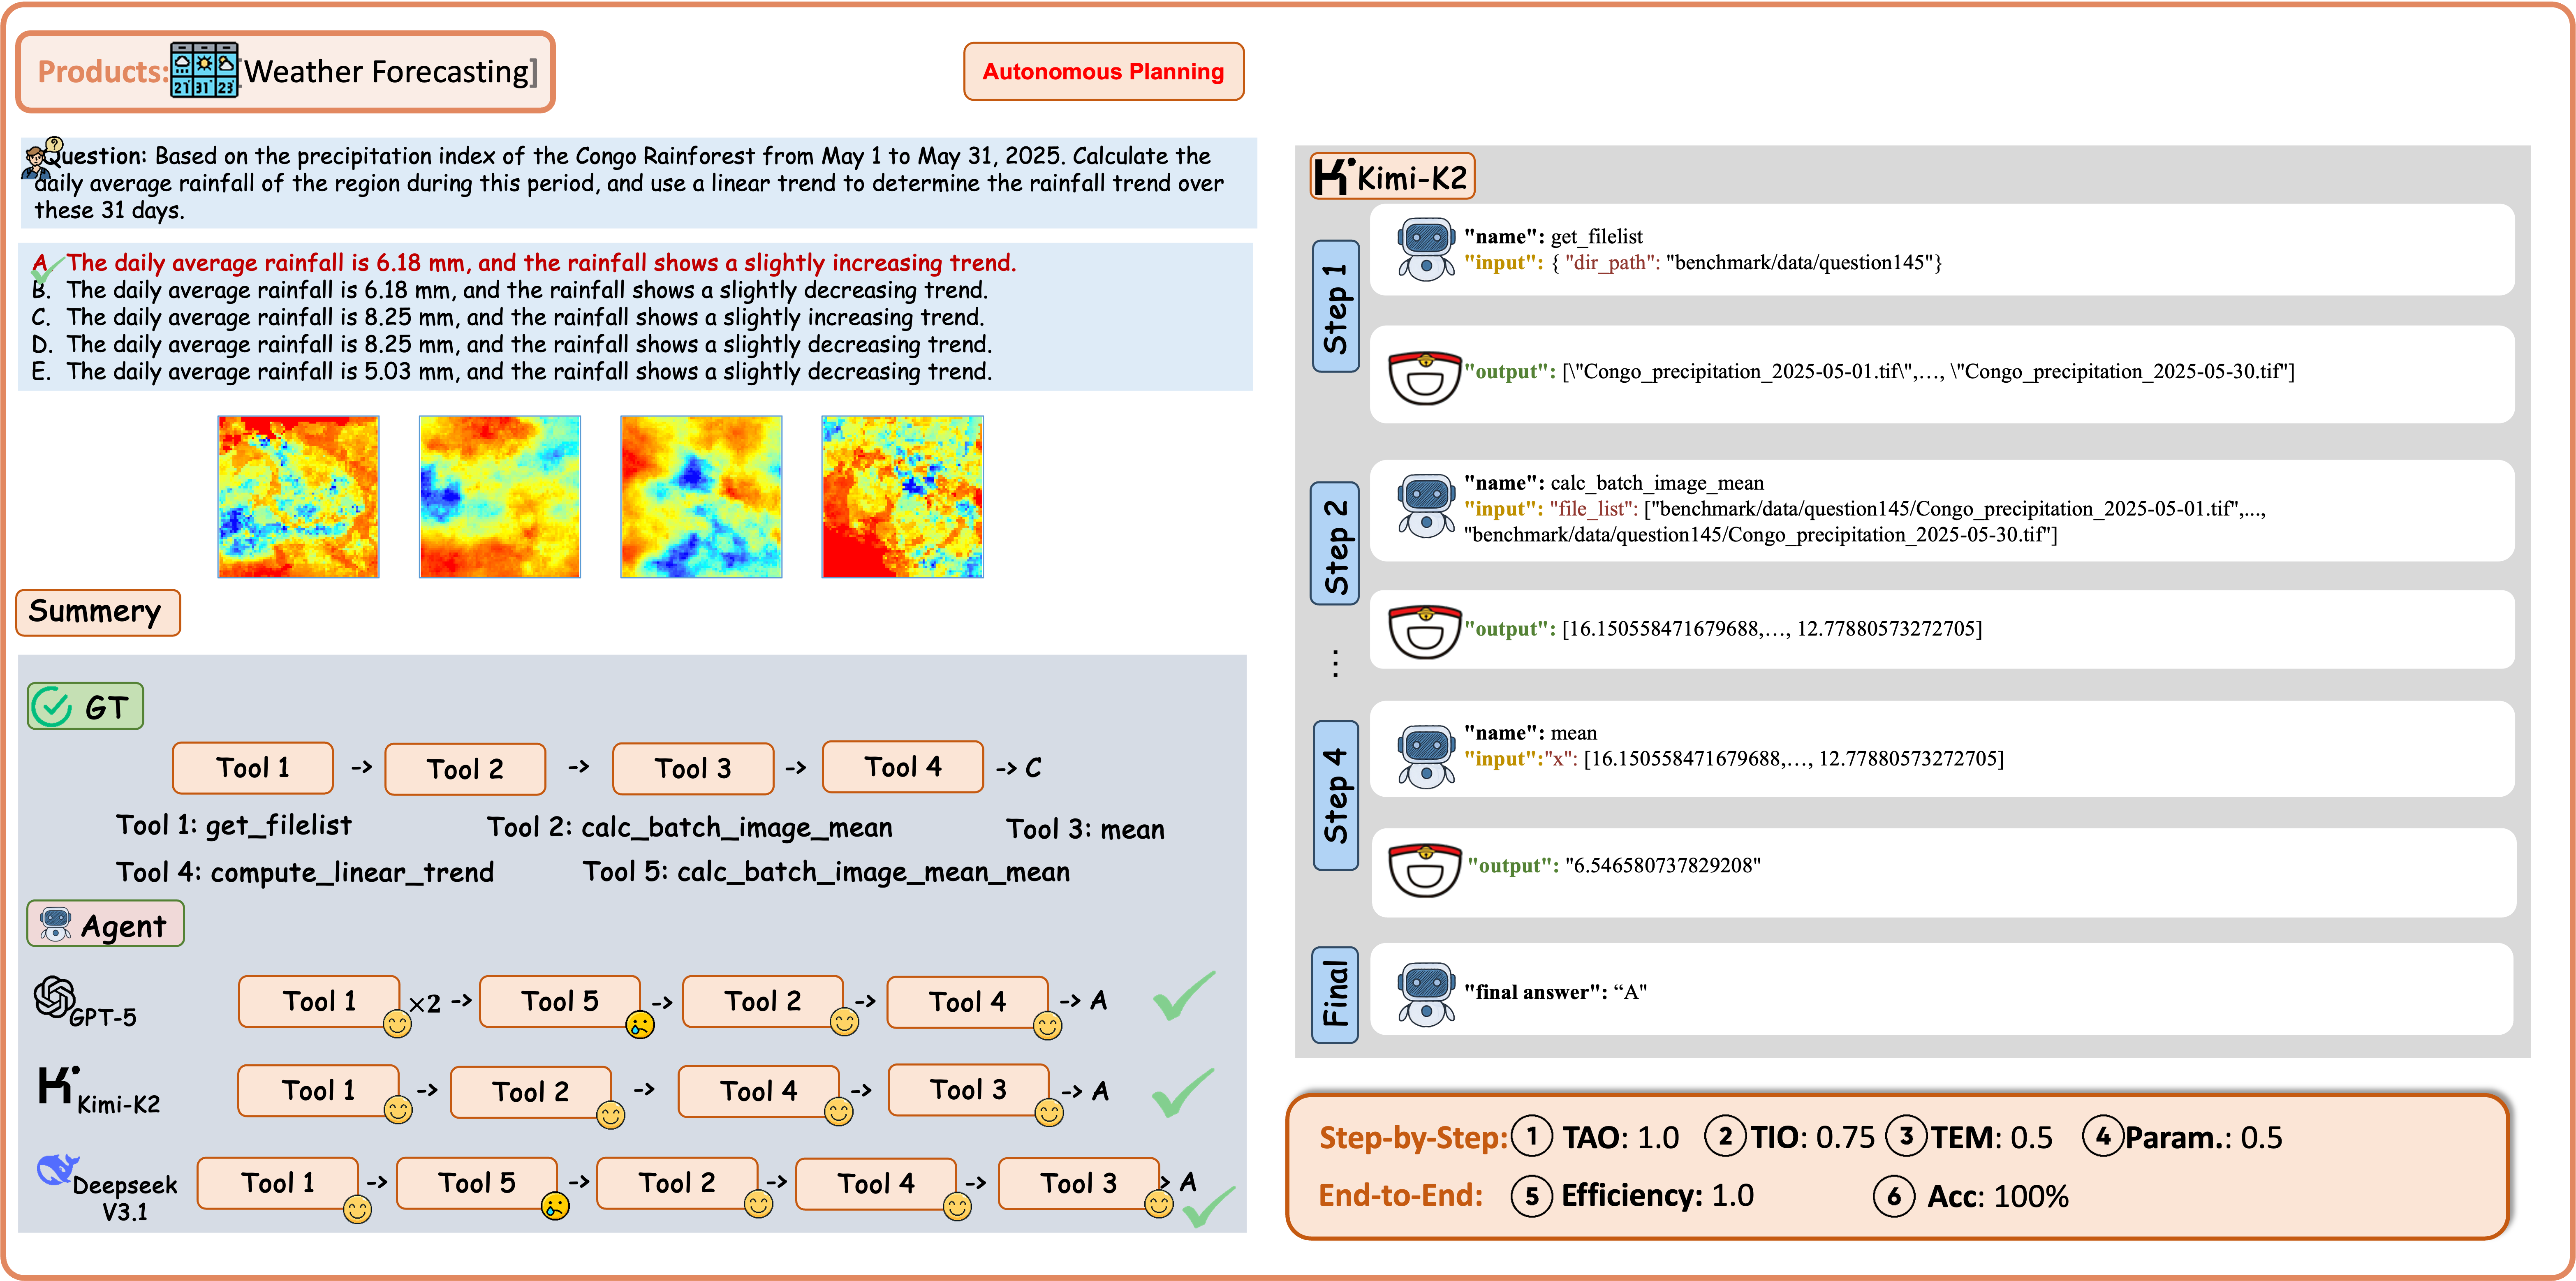 Products: [Weather Forecasting]
21 31 23
Autonomous Planning
Question: Based on the precipitation index of the Congo Rainforest from May 1 to May 31, 2025. Calculate the
daily average rainfall of the region during this period, and use a linear trend to determine the rainfall trend over
these 31 days.
A. The daily average rainfall is 6.18 mm, and the rainfall shows a slightly increasing trend.
B. The daily average rainfall is 6.18 mm, and the rainfall shows a slightly decreasing trend.
C. The daily average rainfall is 8.25 mm, and the rainfall shows a slightly increasing trend.
D. The daily average rainfall is 8.25 mm, and the rainfall shows a slightly decreasing trend.
E. The daily average rainfall is 5.03 mm, and the rainfall shows a slightly decreasing trend.
Summery
GT
Tool 1 -> Tool 2 -> Tool 3 -> Tool 4 -> C
Tool 1: get_filelist Tool 2: calc_batch_image_mean Tool 3: mean
Tool 4: compute_linear_trend Tool 5: calc_batch_image_mean_mean
Agent
GPT-5 Tool 1 ×2 -> Tool 5 -> Tool 2 -> Tool 4 -> A
Kimi-K2 Tool 1 -> Tool 2 -> Tool 4 -> Tool 3 -> A
Deepseek
V3.1
Tool 1 -> Tool 5 -> Tool 2 -> Tool 4 -> Tool 3 > A
Kimi-K2
Step 1
"name": get_filelist
"input": { "dir_path": "benchmark/data/question145"}
"output": [\"Congo_precipitation_2025-05-01.tif\",..., \"Congo_precipitation_2025-05-30.tif"]
Step 2
"name": calc_batch_image_mean
"input": "file_list": ["benchmark/data/question145/Congo_precipitation_2025-05-01.tif",...,
"benchmark/data/question145/Congo_precipitation_2025-05-30.tif"]
"output": [16.150558471679688,..., 12.77880573272705]
...
Step 4
"name": mean
"input":"x": [16.150558471679688,..., 12.77880573272705]
"output": "6.546580737829208"
Final
"final answer": “A"
Step-by-Step: 1 TAO: 1.0 2 TIO: 0.75 3 TEM: 0.5 4 Param.: 0.5
End-to-End: 5 Efficiency: 1.0 6 Acc: 100%